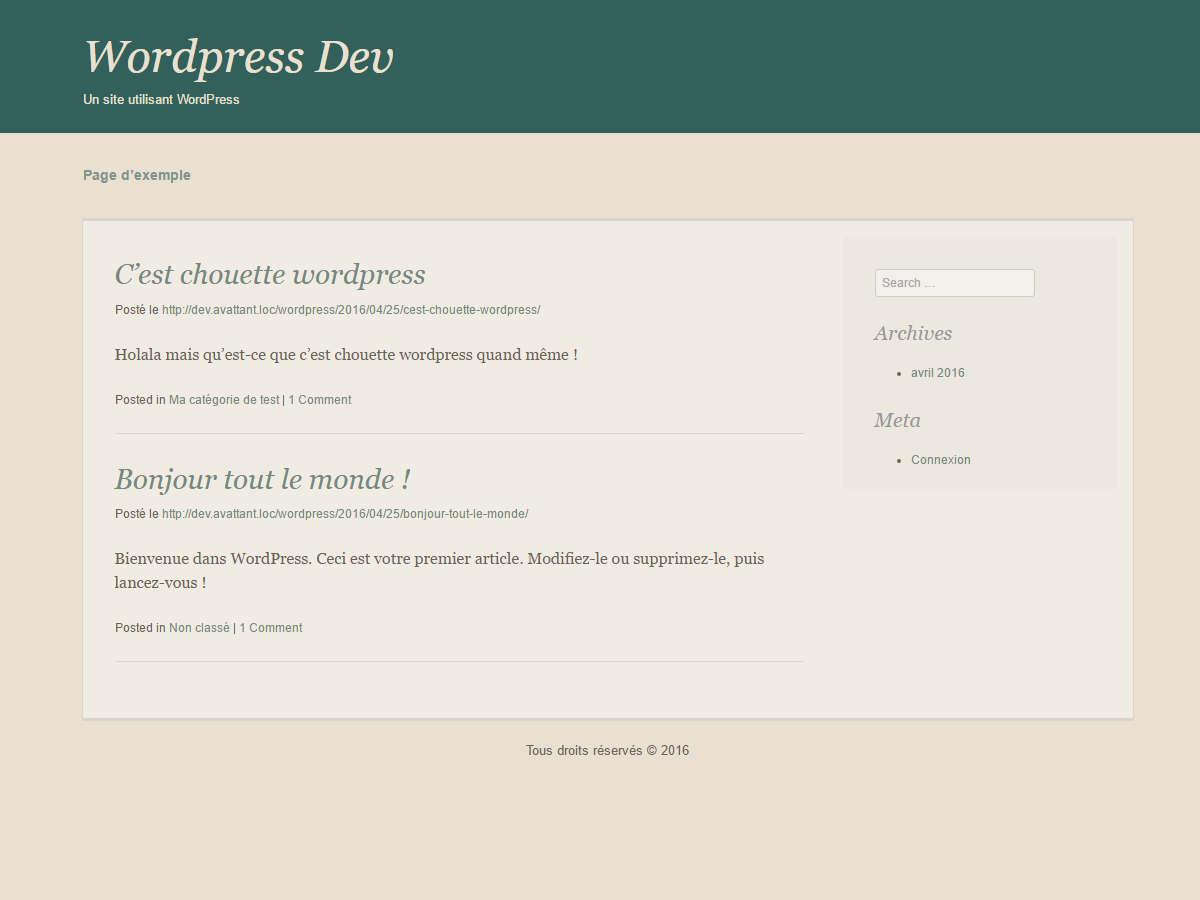 Wordpress Dev
Un site utilisant WordPress
Page d’exemple
C’est chouette wordpress
Posté le http://dev.avattant.loc/wordpress/2016/04/25/cest-chouette-wordpress/
Holala mais qu’est-ce que c’est chouette wordpress quand même !
Posted in Ma catégorie de test | 1 Comment
Bonjour tout le monde !
Posté le http://dev.avattant.loc/wordpress/2016/04/25/bonjour-tout-le-monde/
Bienvenue dans WordPress. Ceci est votre premier article. Modifiez-le ou supprimez-le, puis
lancez-vous !
Posted in Non classé | 1 Comment
Search …
Archives
avril 2016
Meta
Connexion
Tous droits réservés © 2016